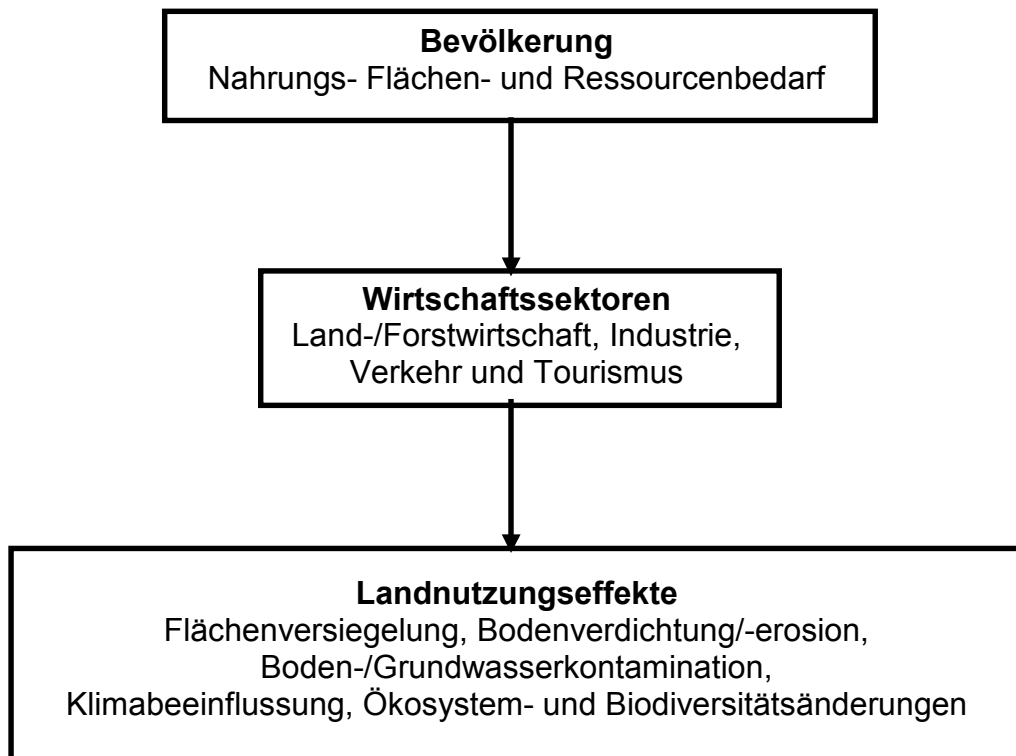 Bevölkerung
Nahrungs- Flächen- und Ressourcenbedarf
Wirtschaftssektoren
Land-/Forstwirtschaft, Industrie,
Verkehr und Tourismus
Landnutzungseffekte
Flächenversiegelung, Bodenverdichtung/-erosion,
Boden-/Grundwasserkontamination,
Klimabeeinflussung, Ökosystem- und Biodiversitätsänderungen